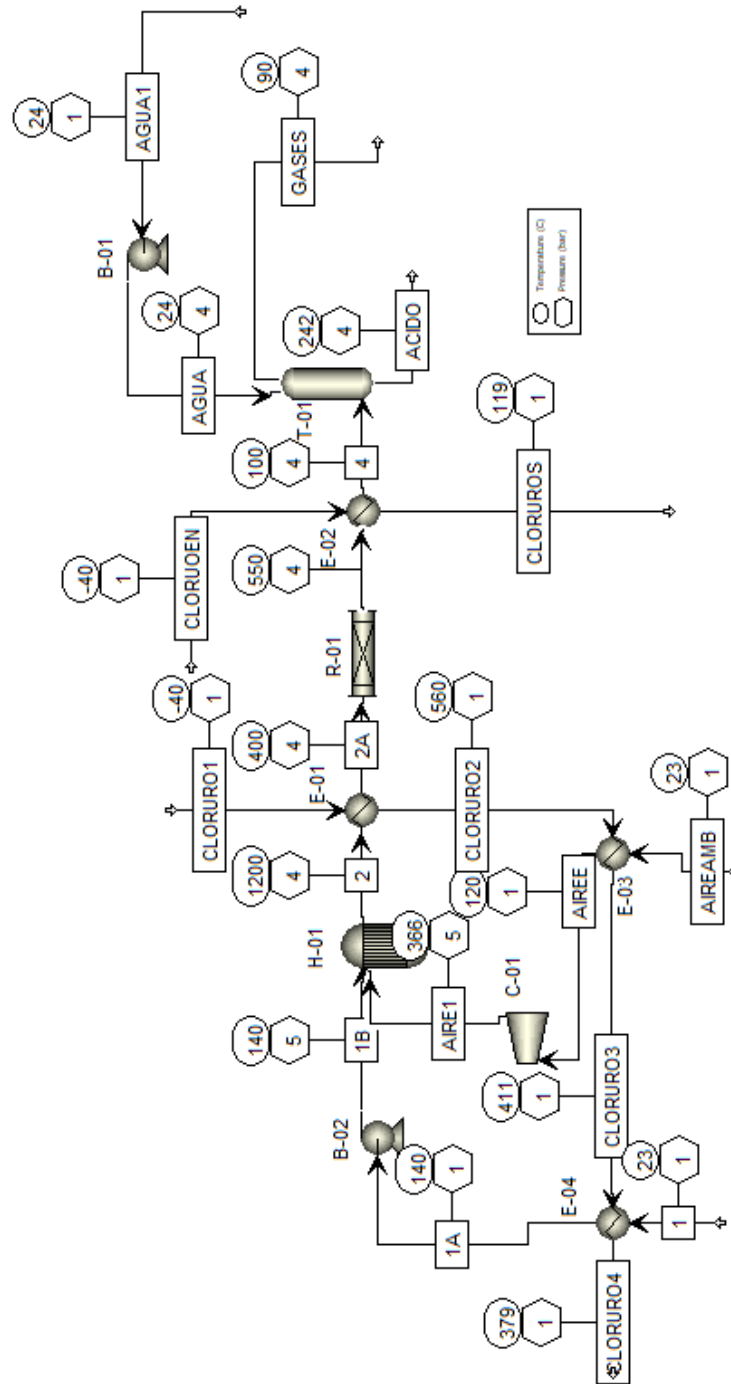 24
1
AGUA1
B-01
24
4
AGUA
90
4
GASES
242
4
ACIDO
T-01
100
4
4
Temperature (C)
Pressure (bar)
-40
1
CLORUOEN
E-02
119
1
CLORUROS
550
4
R-01
-40
1
CLORURO1
400
4
2A
E-01
560
1
CLORURO2
1200
4
2
H-01
366
5
AIRE1
120
1
AIREE
23
1
AIREAMB
E-03
C-01
140
5
1B
B-02
140
1
1A
411
1
CLORURO3
23
1
1
E-04
379
1
CLORURO4